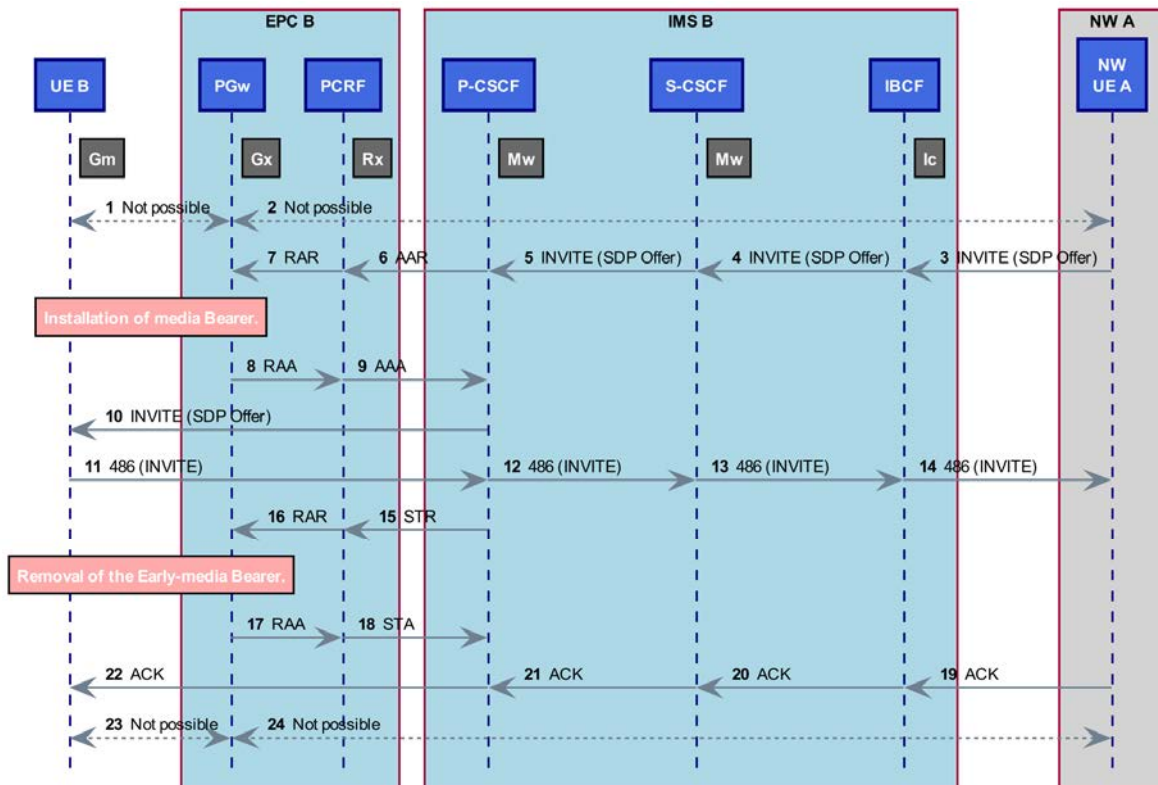 EPC B
IMS B
NW A
UE B
PGw
PCRF
P-CSCF
S-CSCF
IBCF
NW
UE A
Gm
Gx
Rx
Mw
Mw
Ic
1 Not possible
2 Not possible
7 RAR
6 AAR
5 INVITE (SDP Offer)
4 INVITE (SDP Offer)
3 INVITE (SDP Offer)
Installation of media Bearer.
8 RAA
9 AAA
10 INVITE (SDP Offer)
11 486 (INVITE)
12 486 (INVITE)
13 486 (INVITE)
14 486 (INVITE)
16 RAR
15 STR
Removal of the Early-media Bearer.
17 RAA
18 STA
22 ACK
21 ACK
20 ACK
19 ACK
23 Not possible
24 Not possible